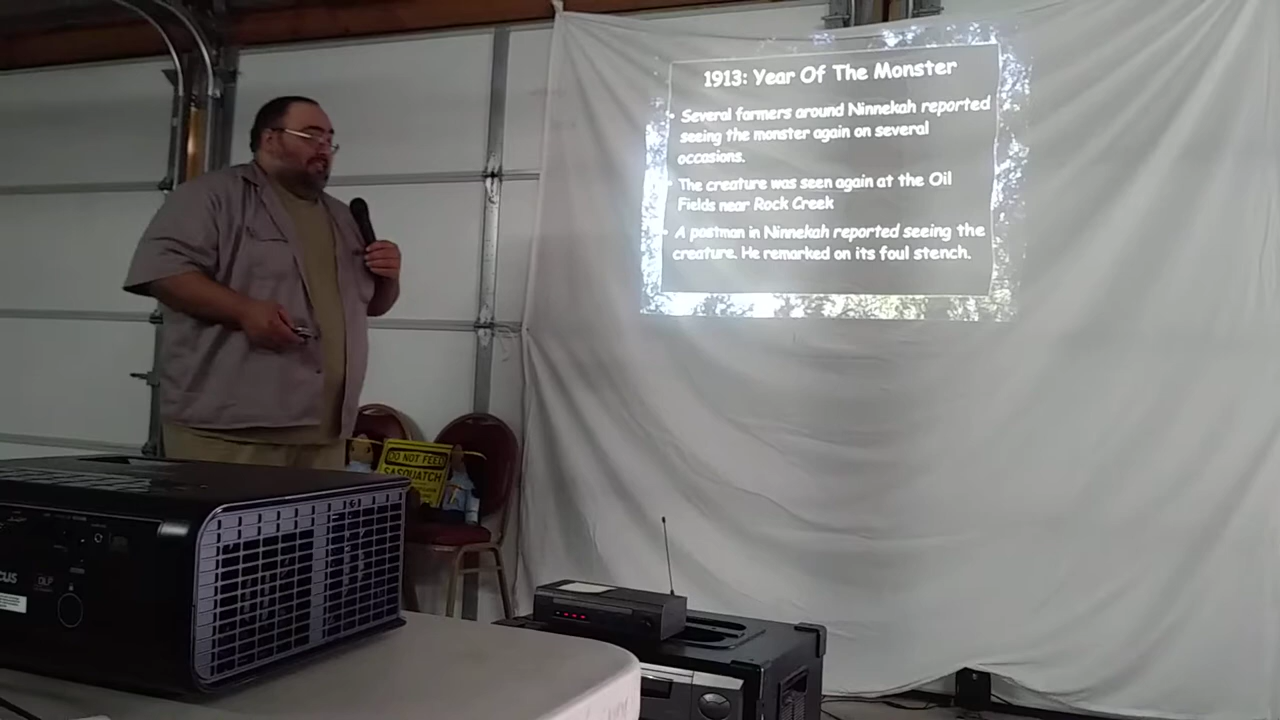 1913: Year Of The Monster
• Several farmers around Ninnekah reported
seeing the monster again on several
occasions.
• The creature was seen again at the Oil
Fields near Rock Creek
• A postman in Ninnekah reported seeing the
creature. He remarked on its foul stench.
DO NOT FEED
SASQUATCH
cus
DLP